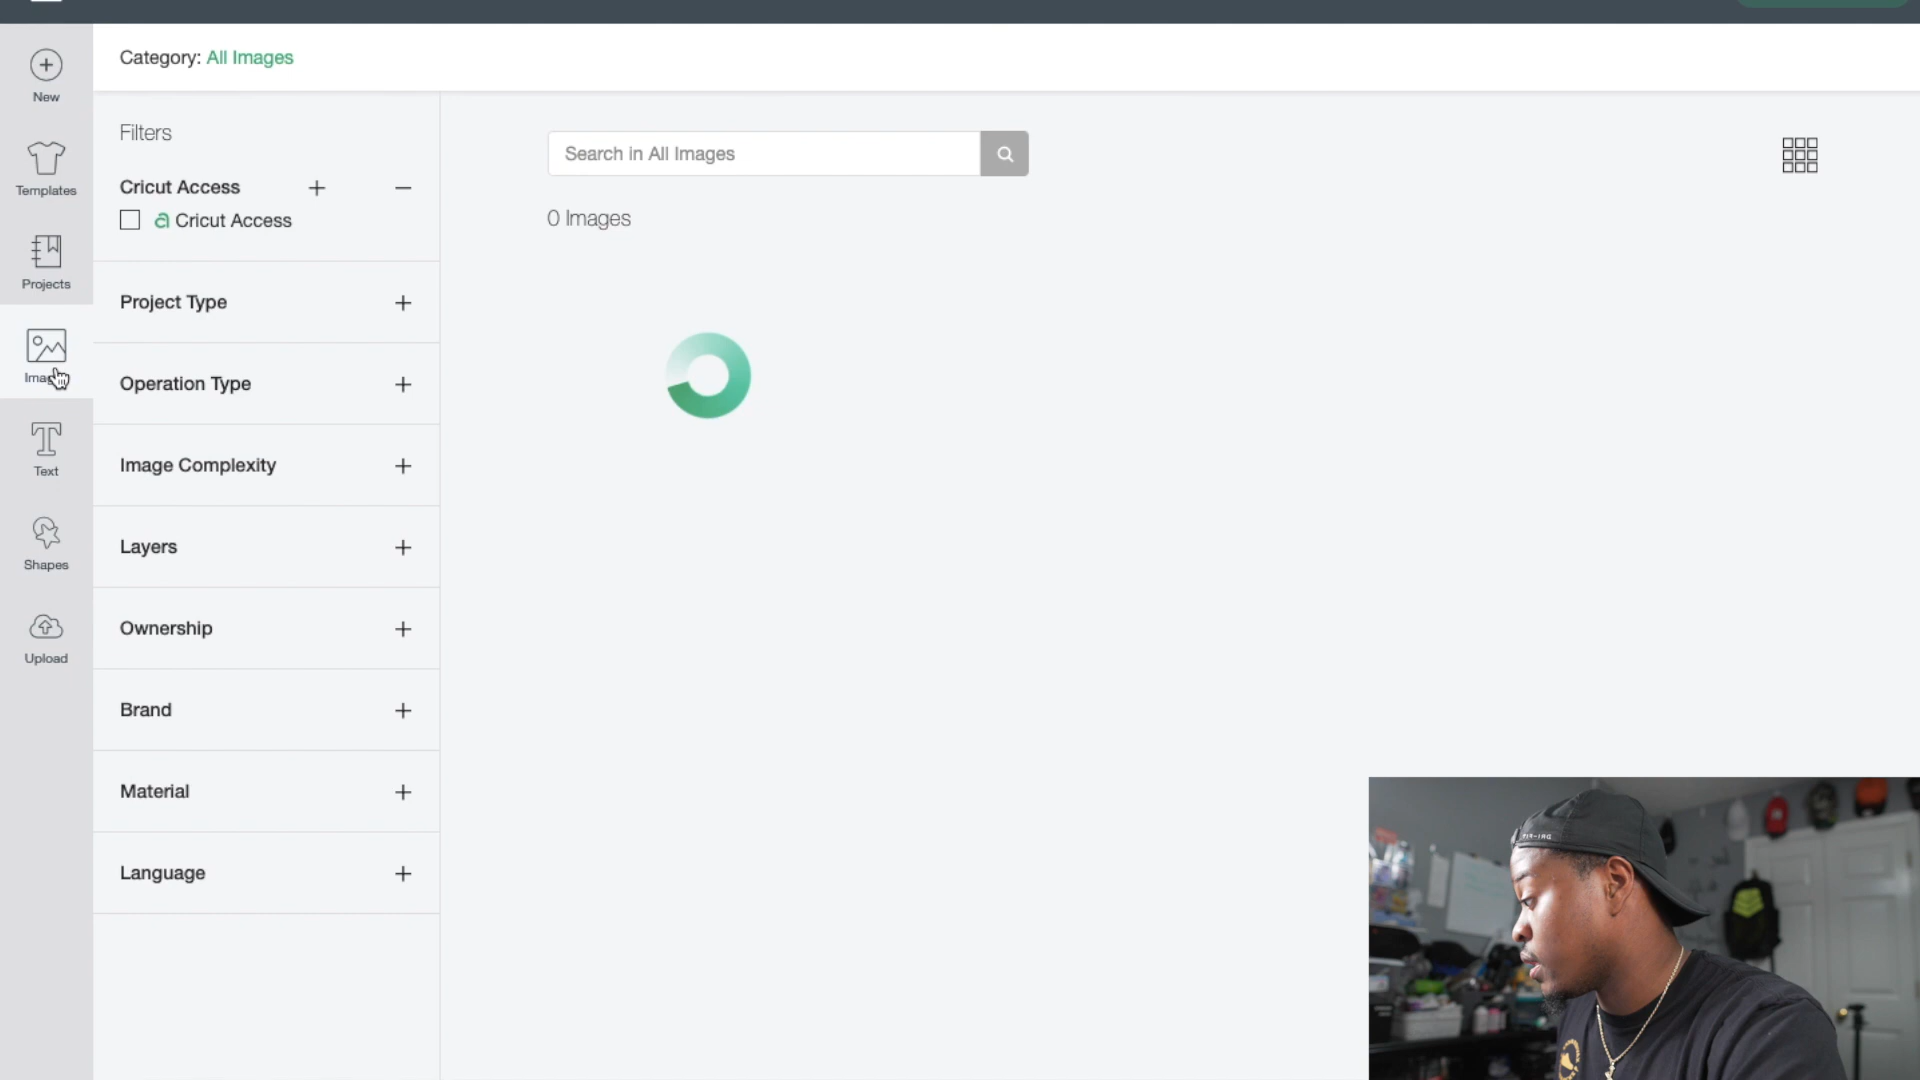 Category: All Images
New
Filters
Search in All Images
Cricut Access
Templates
a Cricut Access
0 Images
Projects
Project Type
Operation Type
Image Complexity
Text
Layers
Shapes
Ownership
Upload
Brand
Material
Language